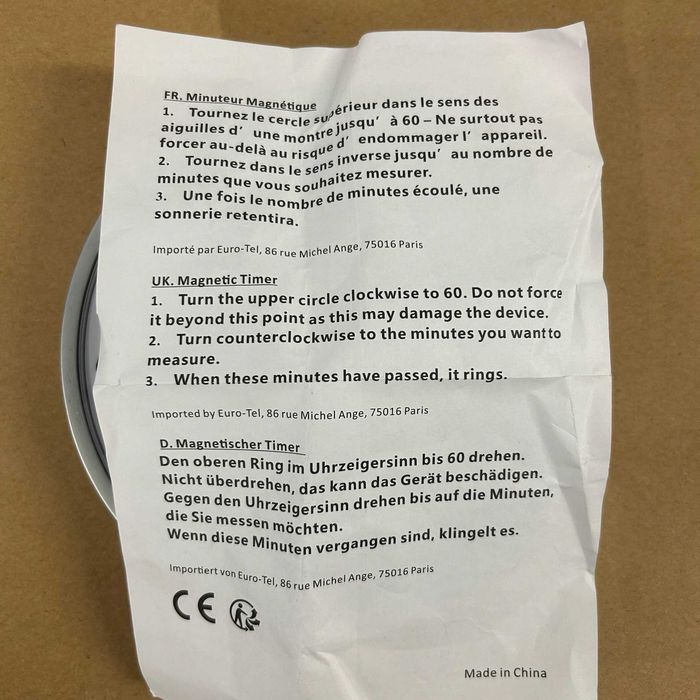 FR. Minuteur Magnétique
1. Tournez le cercle supérieur dans le sens des
aiguilles d' une montre jusqu' à 60 – Ne surtout pas
forcer au-delà au risque d' endommager l' appareil.
2. Tournez dans le sens inverse jusqu' au nombre de
minutes que vous souhaitez mesurer.
3. Une fois le nombre de minutes écoulé, une
sonnerie retentira.
Importé par Euro-Tel, 86 rue Michel Ange, 75016 Paris
UK. Magnetic Timer
1. Turn the upper circle clockwise to 60. Do not force
it beyond this point as this may damage the device.
2. Turn counterclockwise to the minutes you want to
measure.
3. When these minutes have passed, it rings.
Imported by Euro-Tel, 86 rue Michel Ange, 75016 Paris
D. Magnetischer Timer
Den oberen Ring im Uhrzeigersinn bis 60 drehen.
Nicht überdrehen, das kann das Gerät beschädigen.
Gegen den Uhrzeigersinn drehen bis auf die Minuten,
die Sie messen möchten.
Wenn diese Minuten vergangen sind, klingelt es.
Importiert von Euro-Tel, 86 rue Michel Ange, 75016 Paris
CE
Made in China